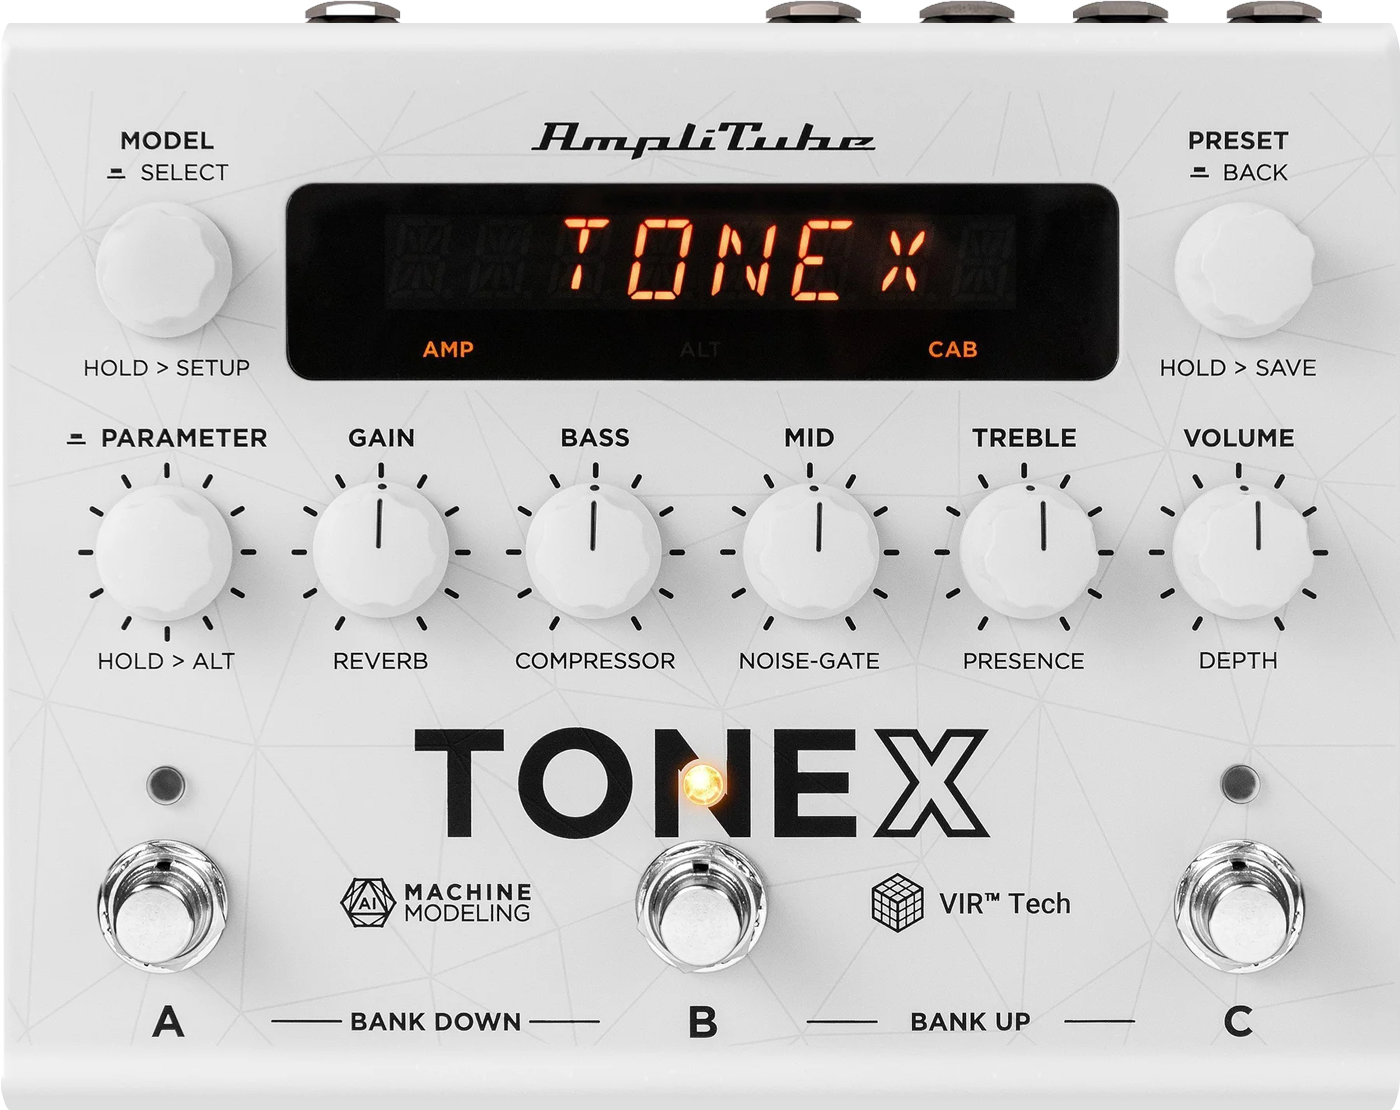 AmpliTube
MODEL
SELECT
PRESET
BACK
TONEX
AMP ALT CAB
HOLD > SETUP
HOLD > SAVE
PARAMETER GAIN BASS MID TREBLE VOLUME
HOLD > ALT REVERB COMPRESSOR NOISE-GATE PRESENCE DEPTH
TONEX
AI MACHINE
MODELING
VIR™ Tech
A BANK DOWN B BANK UP C